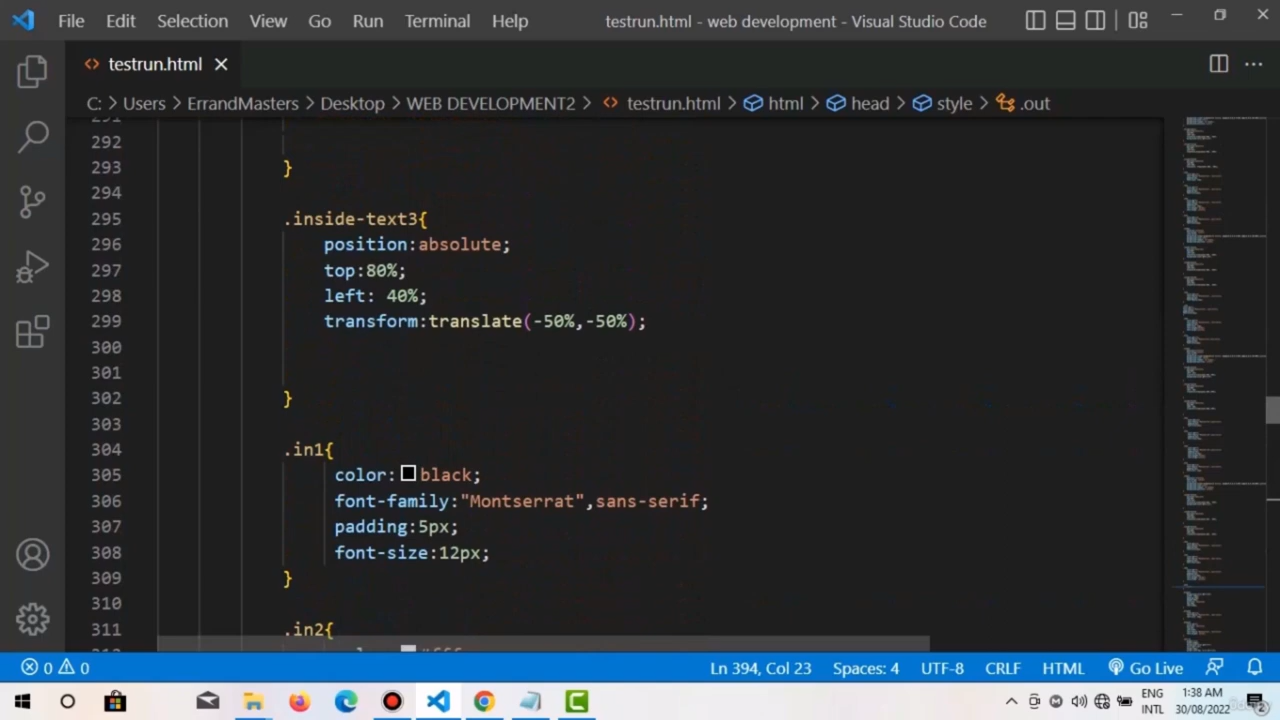 File Edit Selection View Go Run Terminal Help testrun.html - web development - Visual Studio Code
testrun.html
C: > Users > ErrandMasters > Desktop > WEB DEVELOPMENT2 > testrun.html > html > head > style > .out
291
292
293 }
294
295 .inside-text3{
296 position:absolute;
297 top:80%;
298 left: 40%;
299 transform:translate(-50%,-50%);
300
301
302 }
303
304 .in1{
305 color: black;
306 font-family:"Montserrat",sans-serif;
307 padding:5px;
308 font-size:12px;
309 }
310
311 .in2{
0 0 Ln 394, Col 23 Spaces: 4 UTF-8 CRLF HTML Go Live
ENG 1:38 AM
INTL 30/08/2022 2